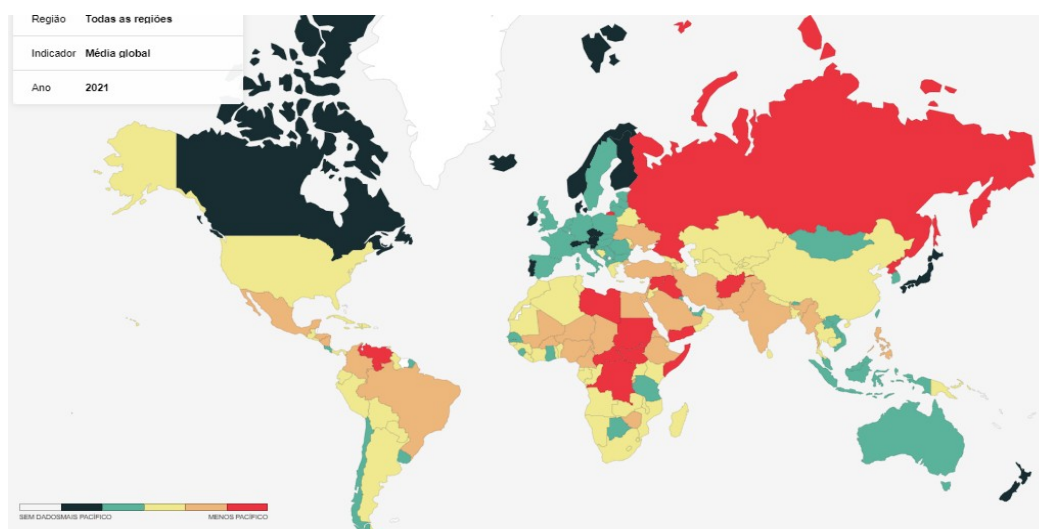 Região Todas as regiões
Indicador Média global
Ano 2021
SEM DADOS MAIS PACÍFICO MENOS PACÍFICO